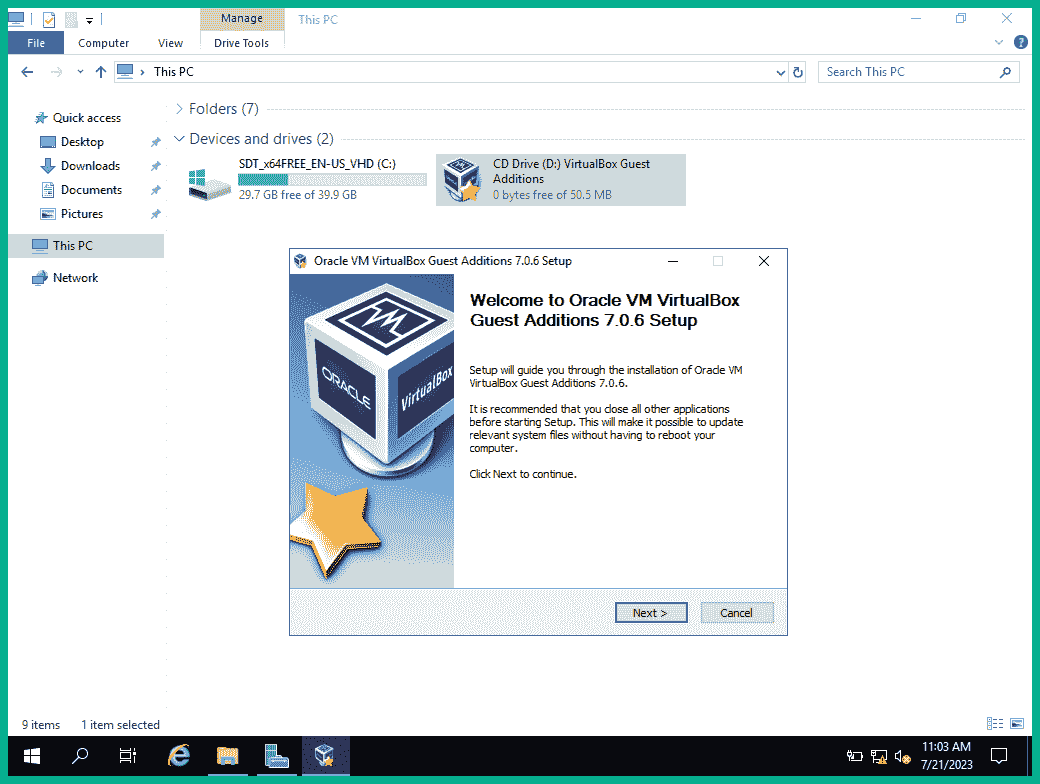 Manage
This PC
File
Computer
View
Drive Tools
This PC
Search This PC
Quick access
Desktop
Downloads
Documents
Pictures
This PC
Network
Folders (7)
Devices and drives (2)
SDT_x64FREE_EN-US_VHD (C:)
29.7 GB free of 39.9 GB
CD Drive (D:) VirtualBox Guest
Additions
0 bytes free of 50.5 MB
Oracle VM VirtualBox Guest Additions 7.0.6 Setup
ORACLE
VirtualBox
Welcome to Oracle VM VirtualBox
Guest Additions 7.0.6 Setup
Setup will guide you through the installation of Oracle VM
VirtualBox Guest Additions 7.0.6.
It is recommended that you close all other applications
before starting Setup. This will make it possible to update
relevant system files without having to reboot your
computer.
Click Next to continue.
Next >
Cancel
9 items
1 item selected
11:03 AM
7/21/2023